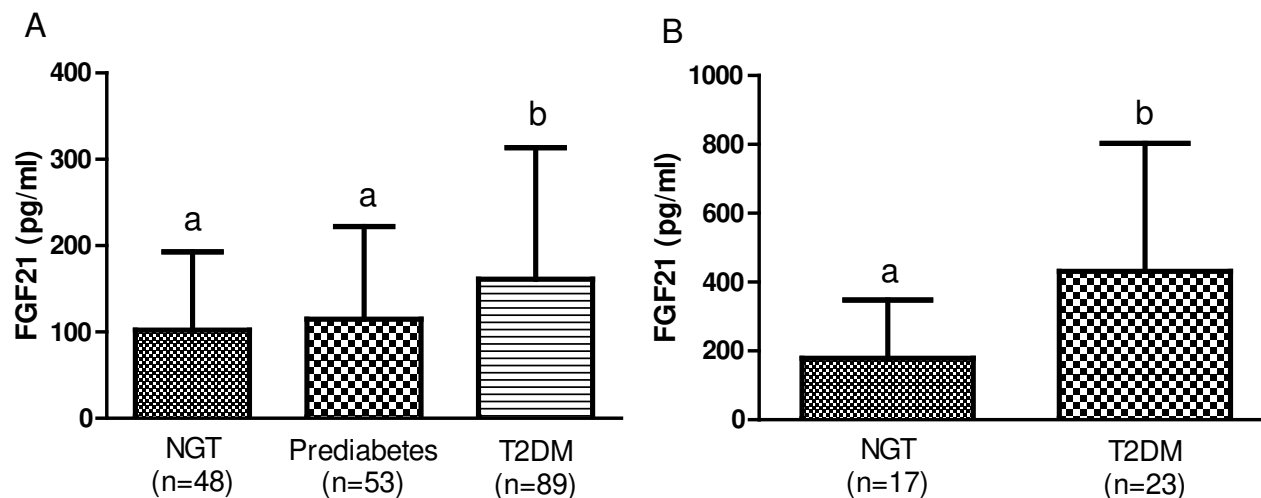 A
FGF21 (pg/ml)
400
300
200
100
0
a
a
b
NGT
(n=48)
Prediabetes
(n=53)
T2DM
(n=89)
B
FGF21 (pg/ml)
1000
800
600
400
200
0
a
b
NGT
(n=17)
T2DM
(n=23)